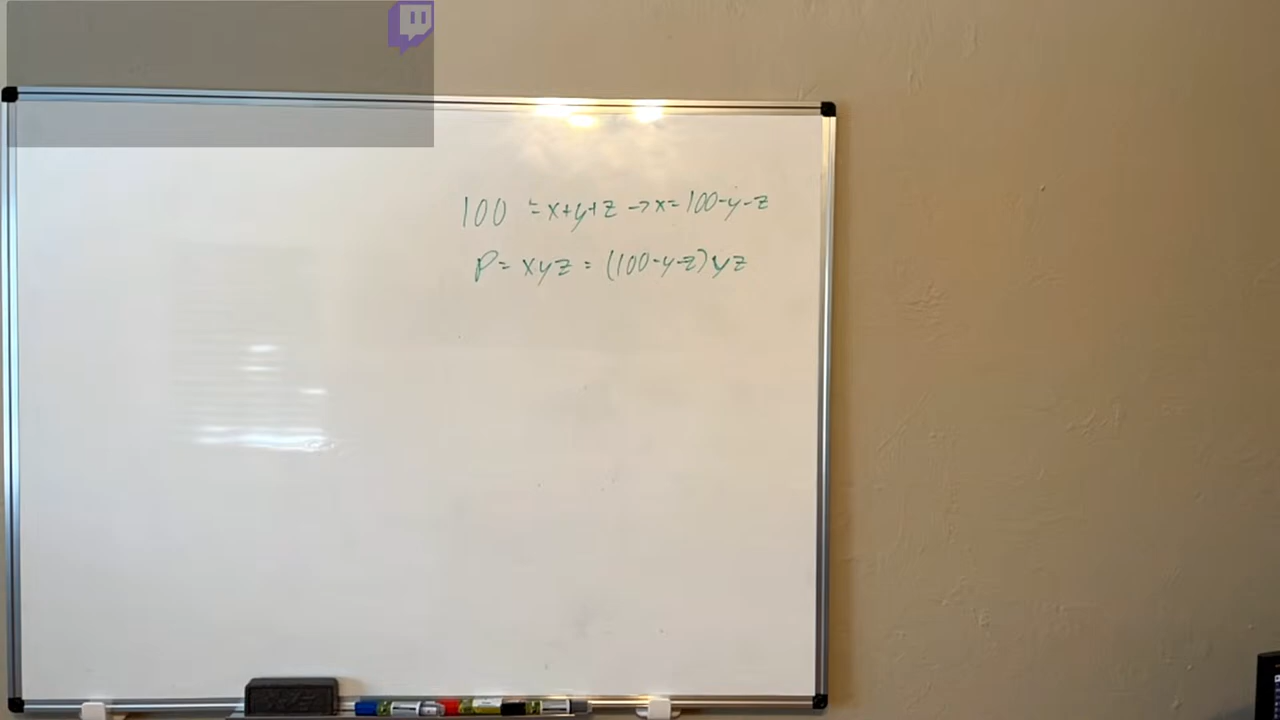 100 = x+y+z → x = 100-y-z
P = xyz = (100-y-z)yz